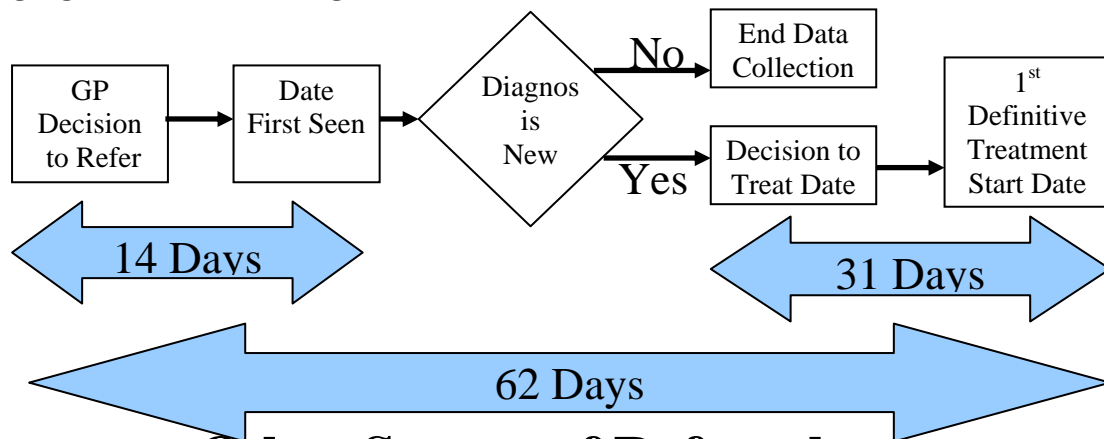 GP
Decision
to Refer
Date
First Seen
Diagnos
is
New
No
End Data
Collection
Yes
Decision to
Treat Date
1st
Definitive
Treatment
Start Date
14 Days
31 Days
62 Days